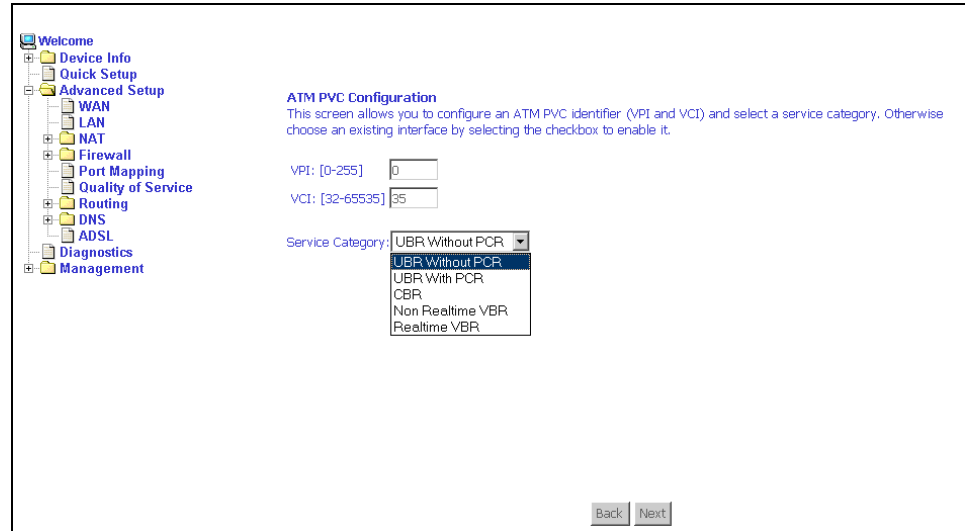 Welcome
Device Info
Quick Setup
Advanced Setup
WAN
LAN
NAT
Firewall
Port Mapping
Quality of Service
Routing
DNS
ADSL
Diagnostics
Management
ATM PVC Configuration
This screen allows you to configure an ATM PVC identifier (VPI and VCI) and select a service category. Otherwise
choose an existing interface by selecting the checkbox to enable it.
VPI: [0-255] 0
VCI: [32-65535] 35
Service Category: UBR Without PCR
UBR Without PCR
UBR With PCR
CBR
Non Realtime VBR
Realtime VBR
Back Next